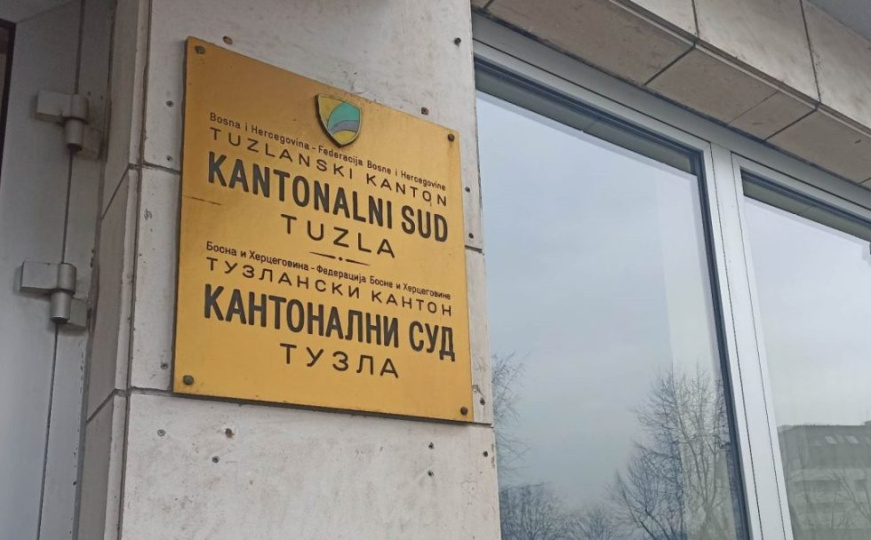 Bosna i Hercegovina - Federacija Bosne i Hercegovine
TUZLANSKI KANTON
KANTONALNI SUD
TUZLA
Босна и Херцеговина - Федерација Босне и Херцеговине
ТУЗЛАНСКИ КАНТОН
КАНТОНАЛНИ СУД
ТУЗЛА